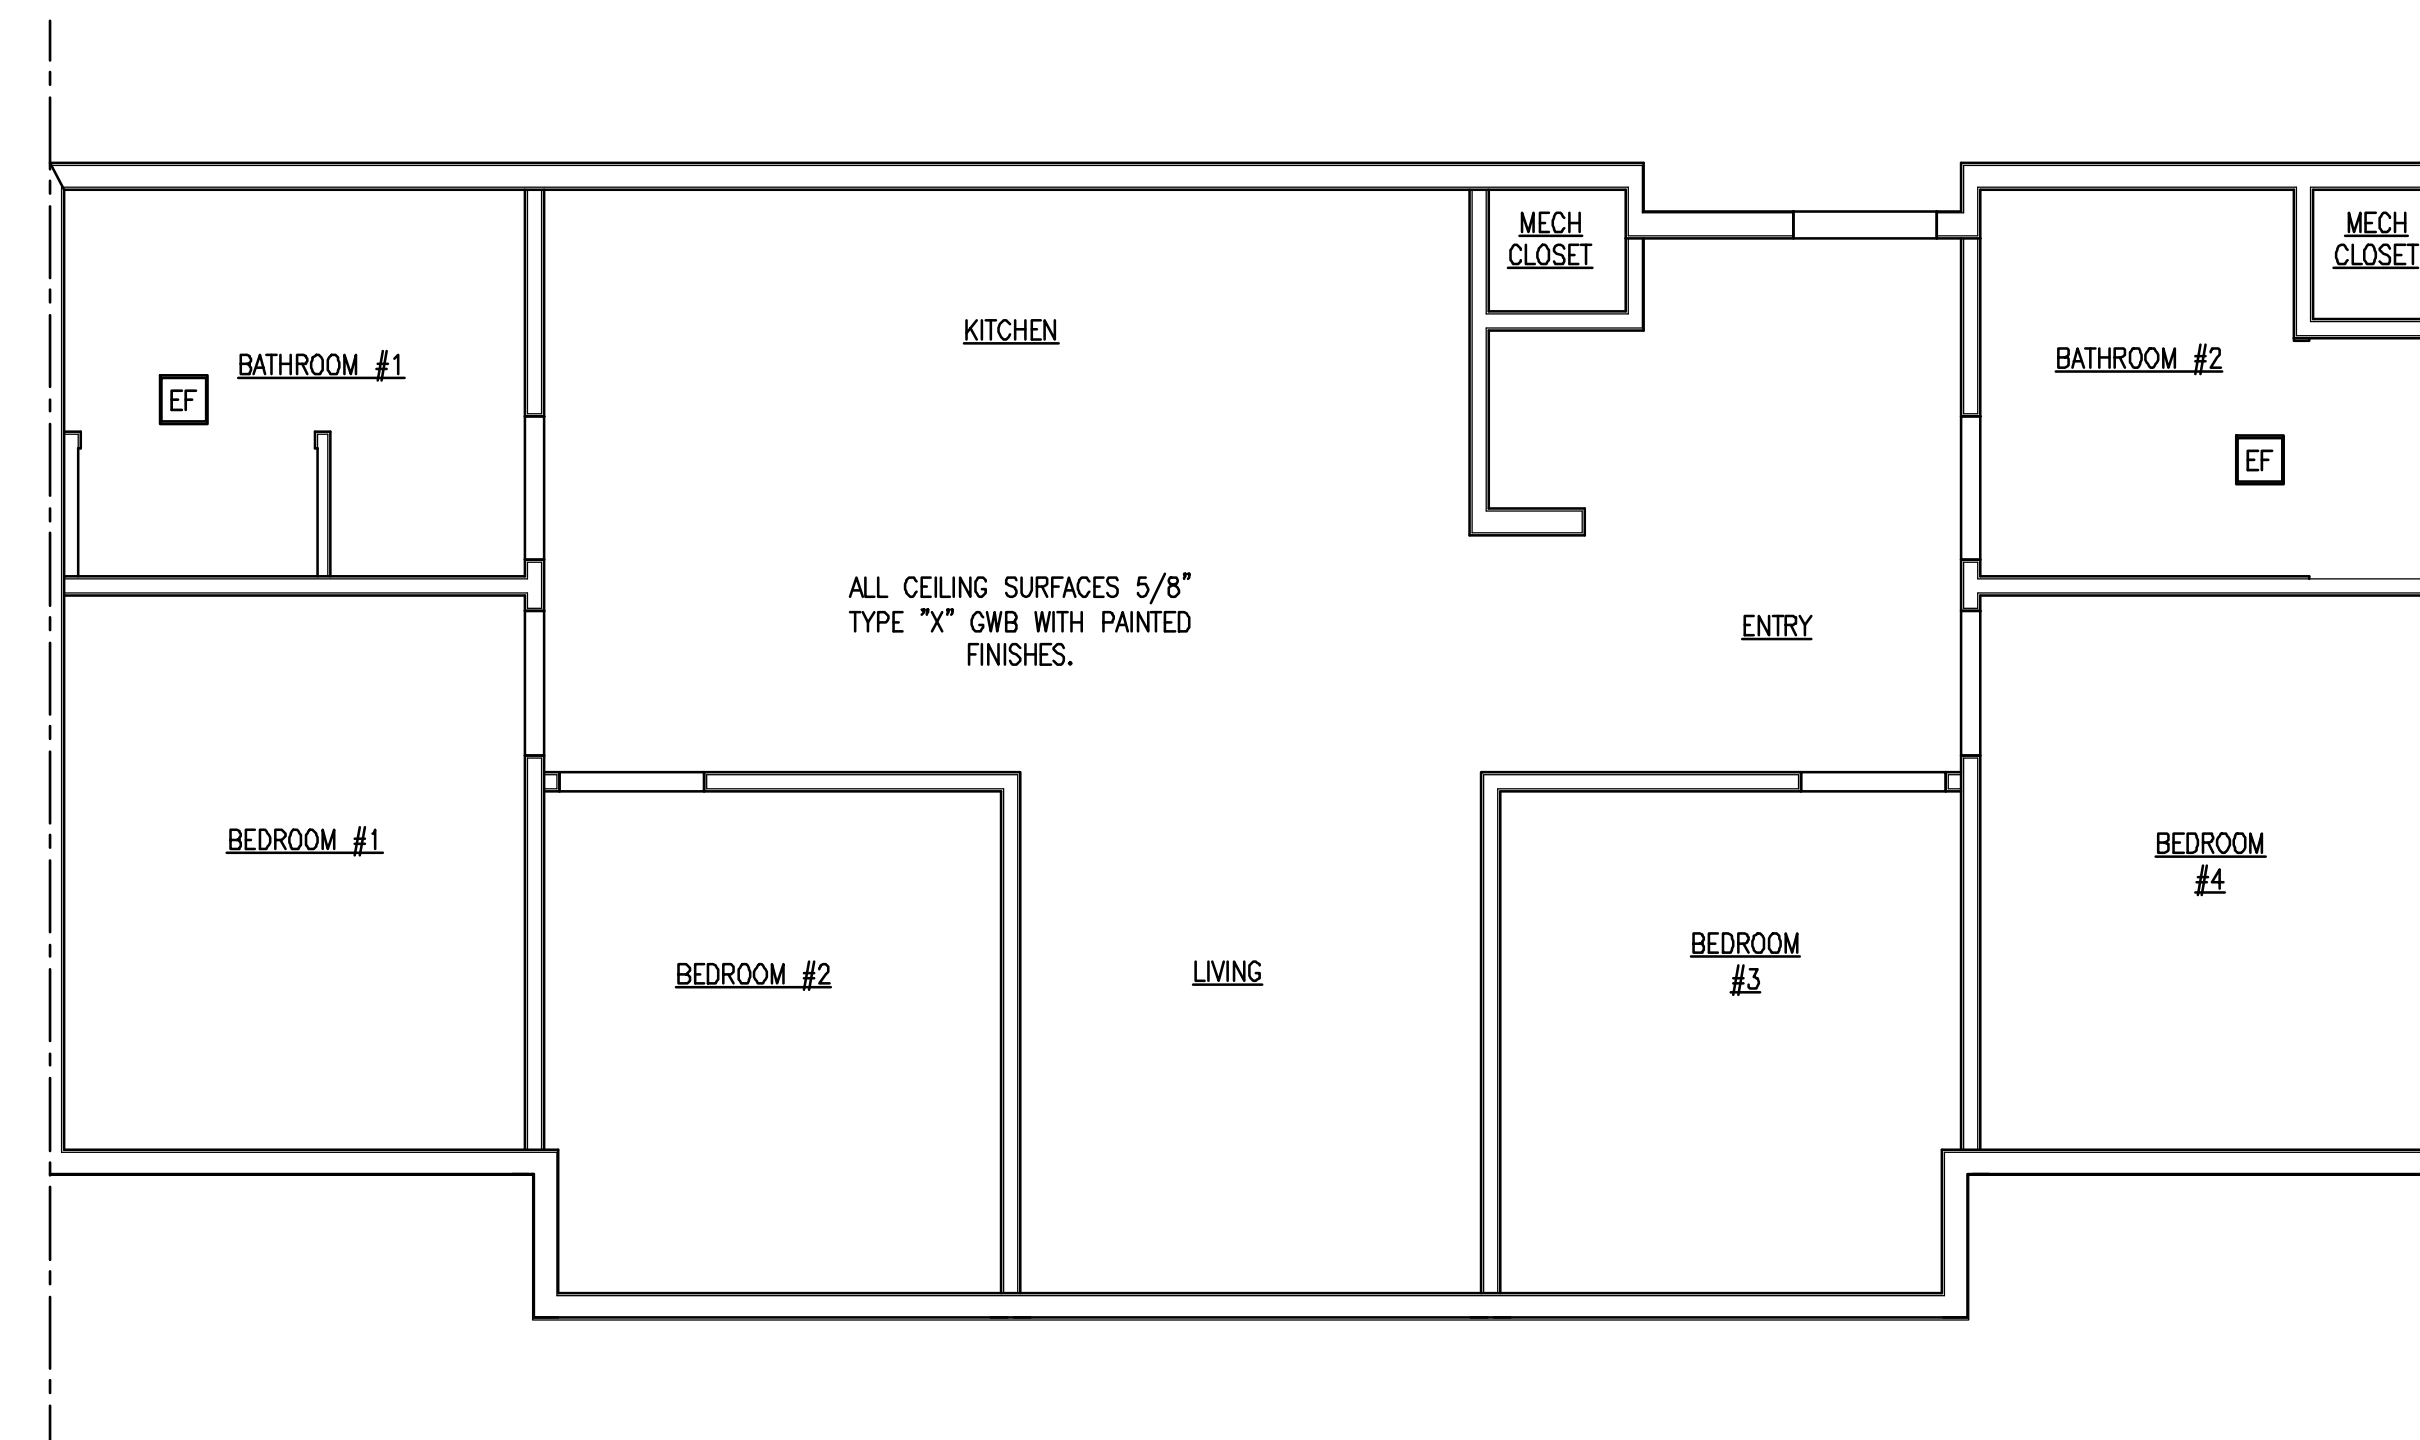 MECH
CLOSET
MECH
CLOSET
KITCHEN
BATHROOM #1
BATHROOM #2
EF
EF
ALL CEILING SURFACES 5/8"
TYPE "X" GWB WITH PAINTED
FINISHES.
ENTRY
BEDROOM #1
BEDROOM
#4
BEDROOM #2
LIVING
BEDROOM
#3